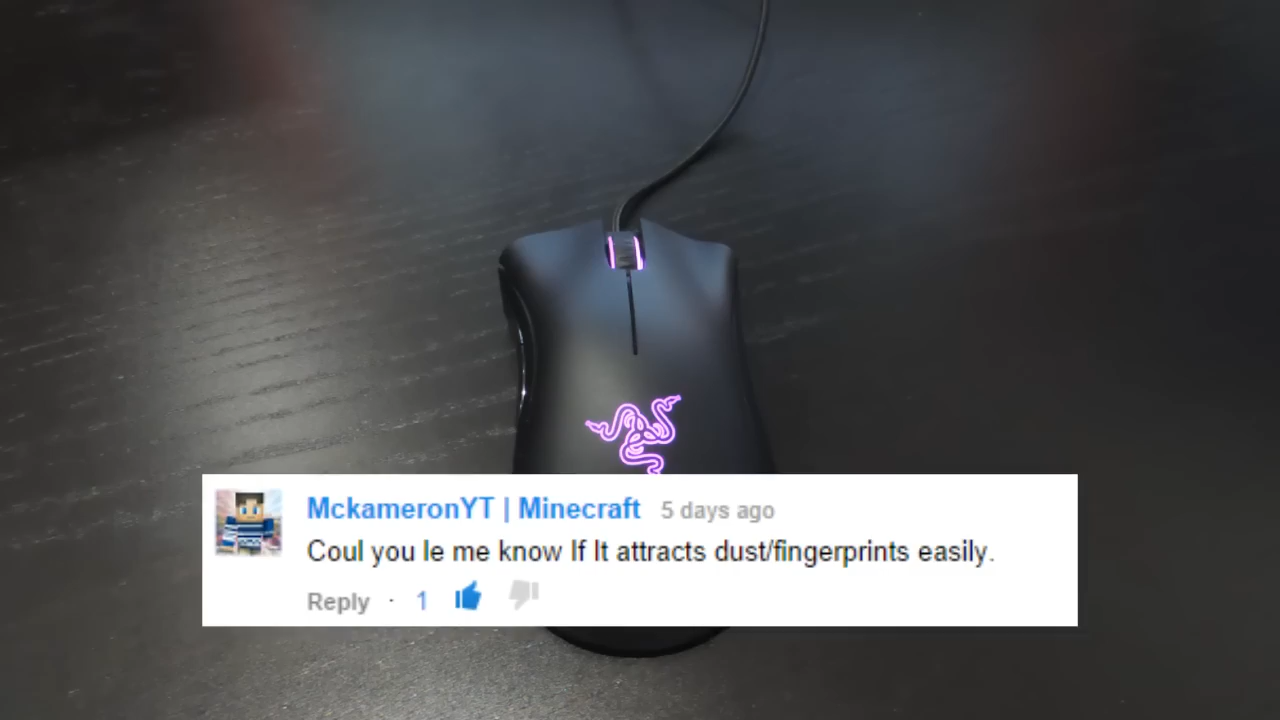 MckameronYT | Minecraft 5 days ago
Coul you le me know If It attracts dust/fingerprints easily.
Reply · 1